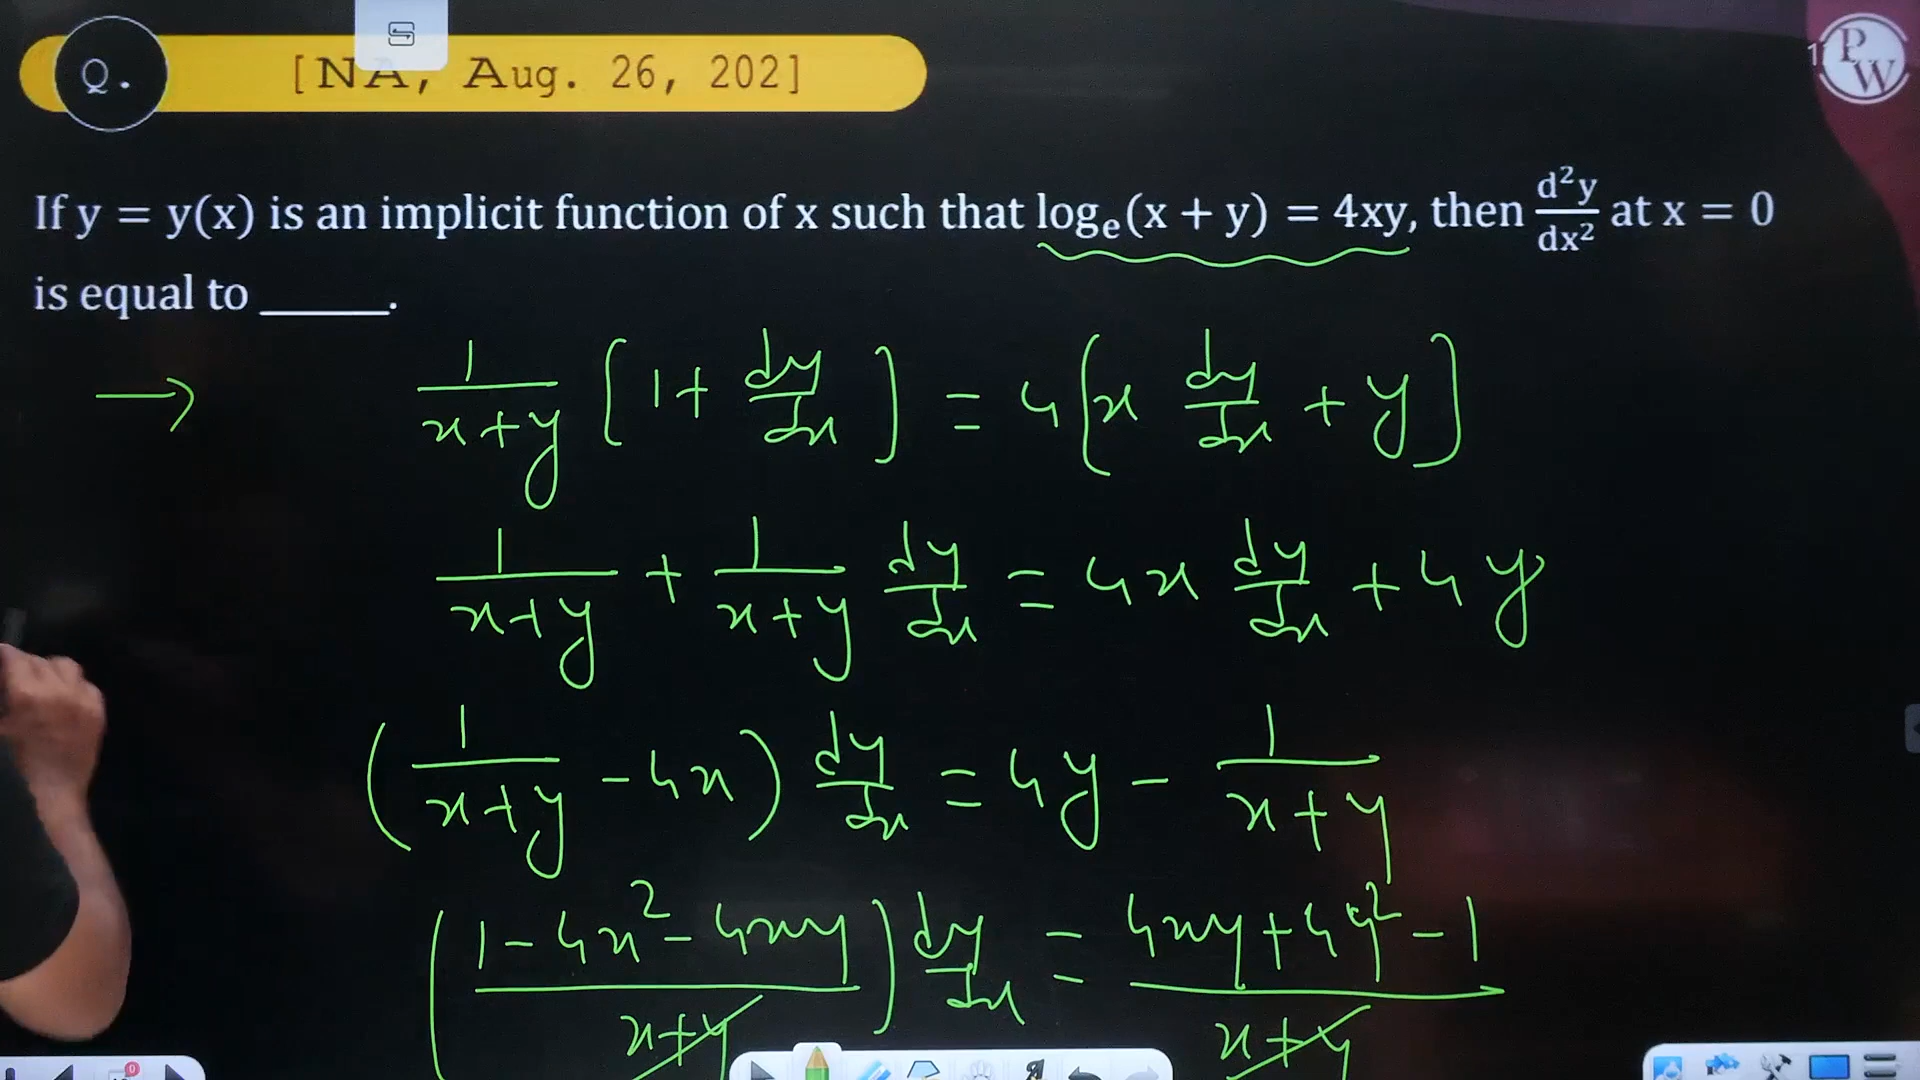 Q. [NA, Aug. 26, 202]
PW
If y = y(x) is an implicit function of x such that logₑ(x + y) = 4xy, then d²y/dx² at x = 0
is equal to _____.
→ 1/(x+y) [1 + dy/dx] = 4[x dy/dx + y]
1/(x+y) + 1/(x+y) dy/dx = 4x dy/dx + 4y
(1/(x+y) - 4x) dy/dx = 4y - 1/(x+y)
((1 - 4x² - 4xy)/(x+y)) dy/dx = (4xy + 4y² - 1)/(x+y)